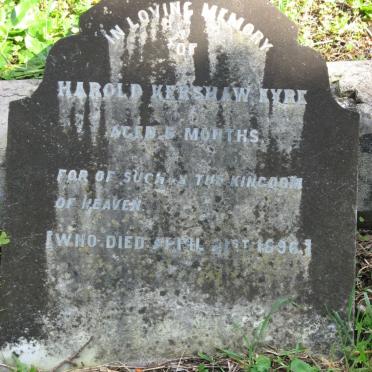 IN LOVING MEMORY
OF
HAROLD KERSHAW EYRE
AGED 6 MONTHS
FOR OF SUCH IS THE KINGDOM
OF HEAVEN.
[WHO DIED APRIL 21ST 1898.]